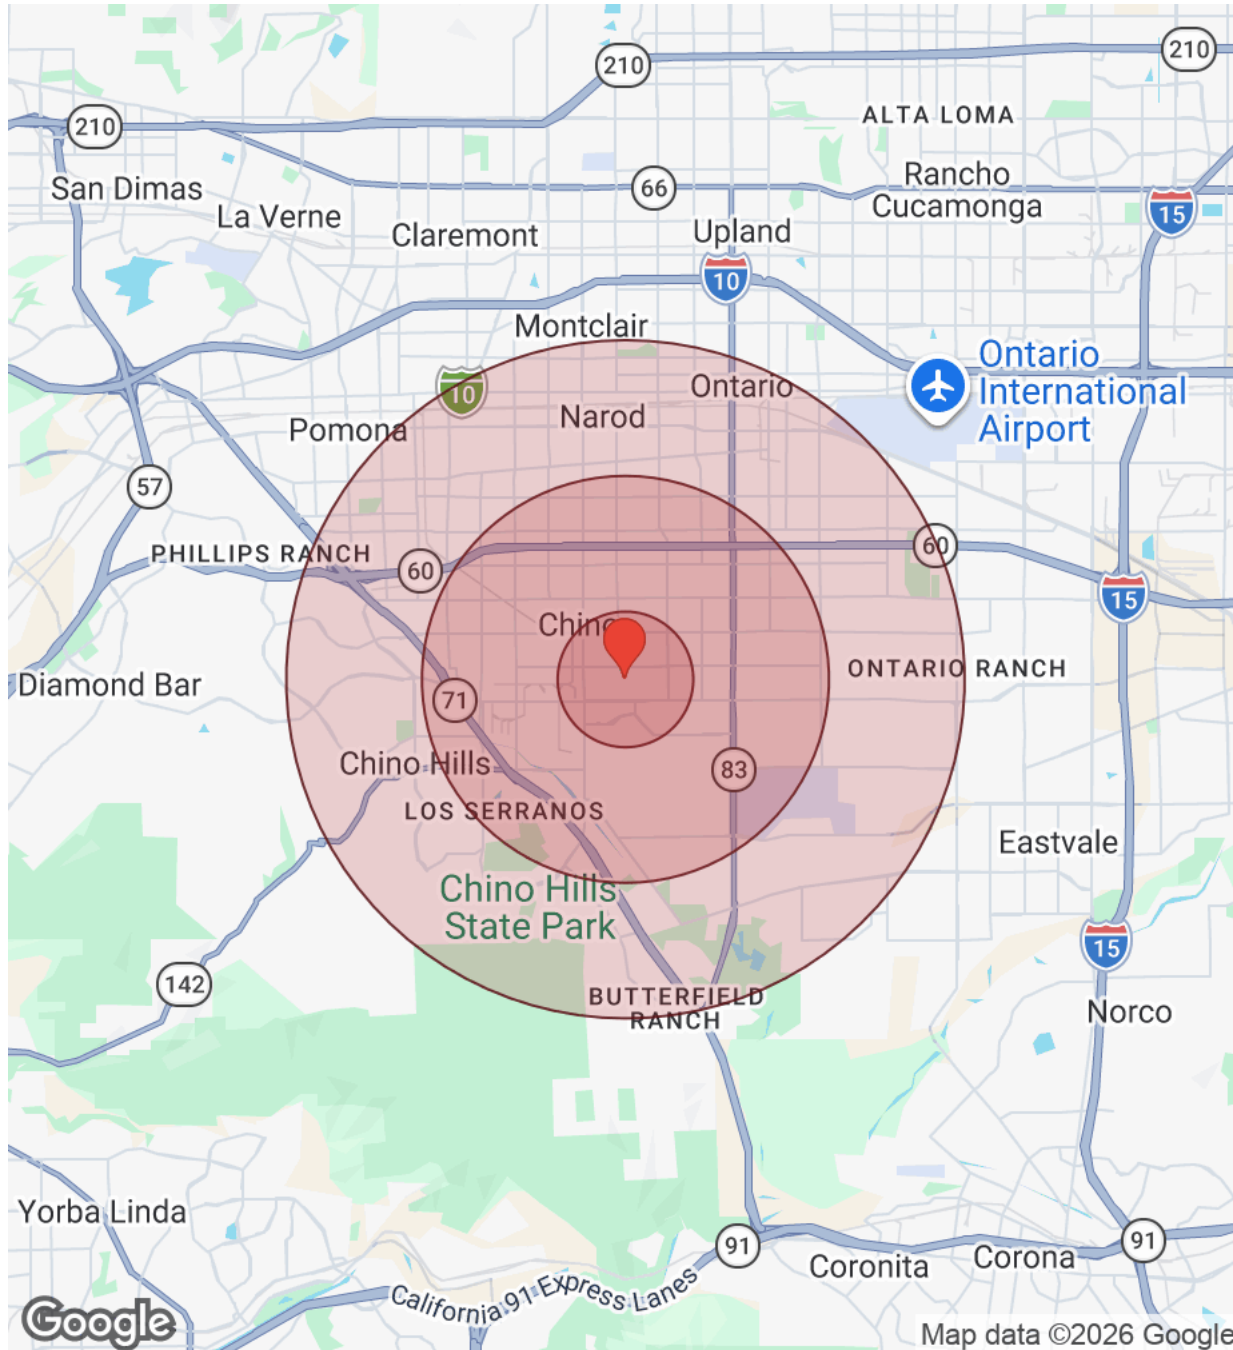 210
210
210
ALTA LOMA
San Dimas
66
Rancho
Cucamonga
15
La Verne
Claremont
Upland
10
Montclair
Ontario
International
Airport
10
Ontario
Narod
Pomona
57
PHILLIPS RANCH
60
60
15
Chino
ONTARIO RANCH
Diamond Bar
71
Chino Hills
83
LOS SERRANOS
Eastvale
Chino Hills
State Park
15
142
BUTTERFIELD
RANCH
Norco
Yorba Linda
91
91
Coronita
Corona
California 91 Express Lanes
Google
Map data ©2026 Google